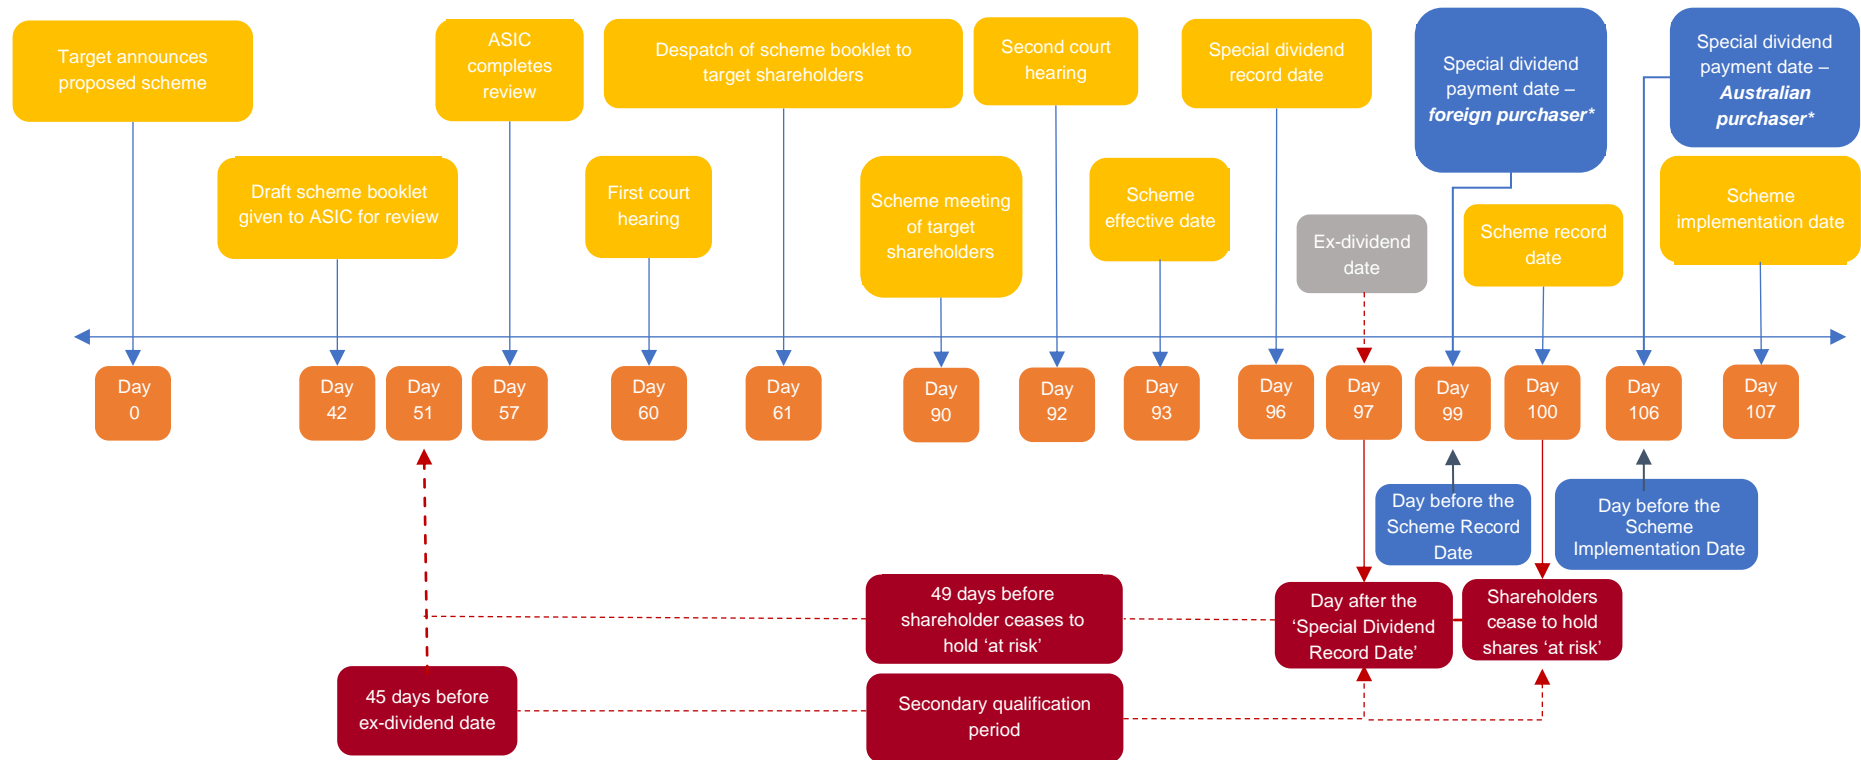 Target announces
proposed scheme
Draft scheme booklet
given to ASIC for review
ASIC
completes
review
First court
hearing
Despatch of scheme booklet to
target shareholders
Scheme meeting
of target
shareholders
Second court
hearing
Scheme
effective date
Special dividend
record date
Ex-dividend
date
Special dividend
payment date –
foreign purchaser*
Scheme record
date
Special dividend
payment date –
Australian
purchaser*
Scheme
implementation date
Day
0
Day
42
Day
51
Day
57
Day
60
Day
61
Day
90
Day
92
Day
93
Day
96
Day
97
Day
99
Day
100
Day
106
Day
107
Day before the
Scheme Record
Date
Day before the
Scheme
Implementation Date
49 days before
shareholder ceases to
hold ‘at risk’
Day after the
‘Special Dividend
Record Date’
Shareholders
cease to hold
shares ‘at risk’
45 days before
ex-dividend date
Secondary qualification
period